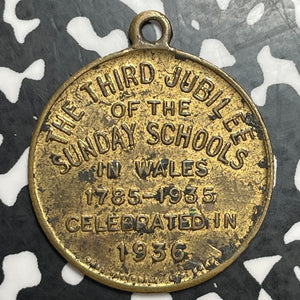 THE THIRD JUBILEE
OF THE
SUNDAY SCHOOLS
IN WALES
1785-1935
CELEBRATED IN
1936